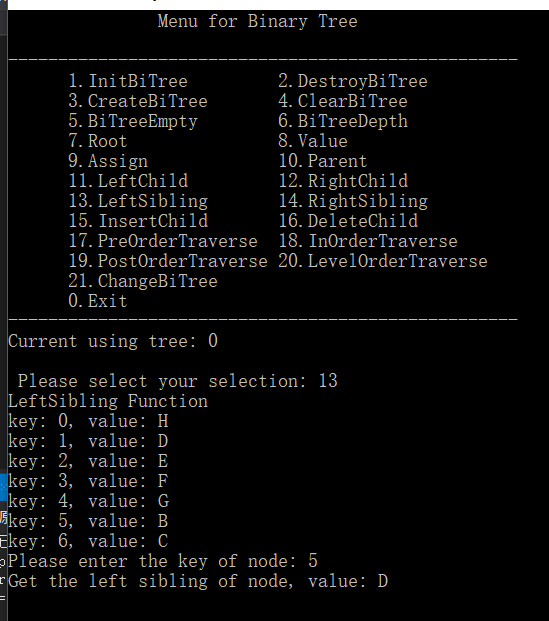 Menu for Binary Tree
---------------------------------------------------
1.InitBiTree 2.DestroyBiTree
3.CreateBiTree 4.ClearBiTree
5.BiTreeEmpty 6.BiTreeDepth
7.Root 8.Value
9.Assign 10.Parent
11.LeftChild 12.RightChild
13.LeftSibling 14.RightSibling
15.InsertChild 16.DeleteChild
17.PreOrderTraverse 18.InOrderTraverse
19.PostOrderTraverse 20.LevelOrderTraverse
21.ChangeBiTree
0.Exit
---------------------------------------------------
Current using tree: 0
Please select your selection: 13
LeftSibling Function
key: 0, value: H
key: 1, value: D
key: 2, value: E
key: 3, value: F
key: 4, value: G
key: 5, value: B
key: 6, value: C
Please enter the key of node: 5
Get the left sibling of node, value: D